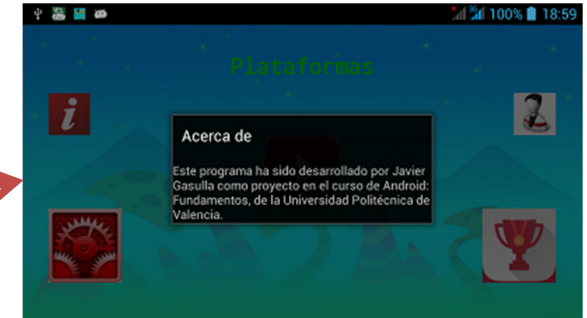 100% 18:59
Plataformas
i
Acerca de
Este programa ha sido desarrollado por Javier
Gasulla como proyecto en el curso de Android:
Fundamentos, de la Universidad Politécnica de
Valencia.